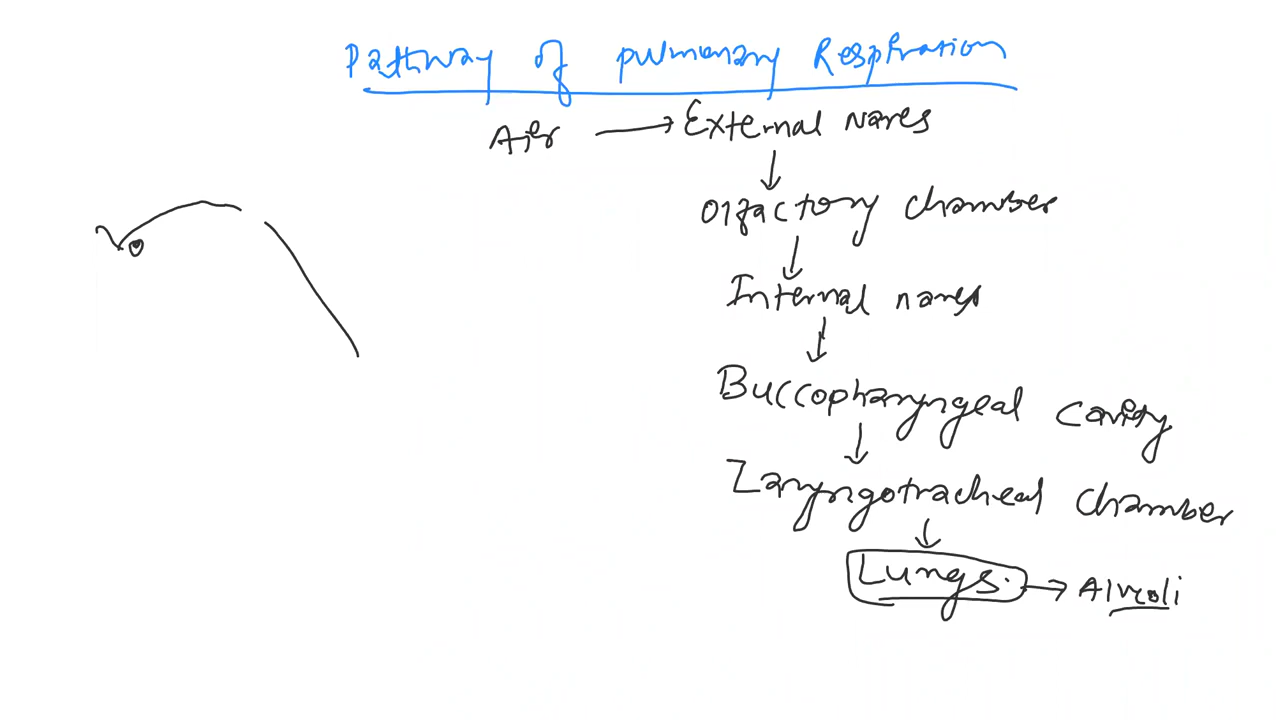 Pathway of pulmonary Respiration
Air → External nares
↓
Olfactory chamber
↓
Internal nares
↓
Buccopharyngeal cavity
↓
Laryngotracheal chamber
↓
Lungs. → Alveoli